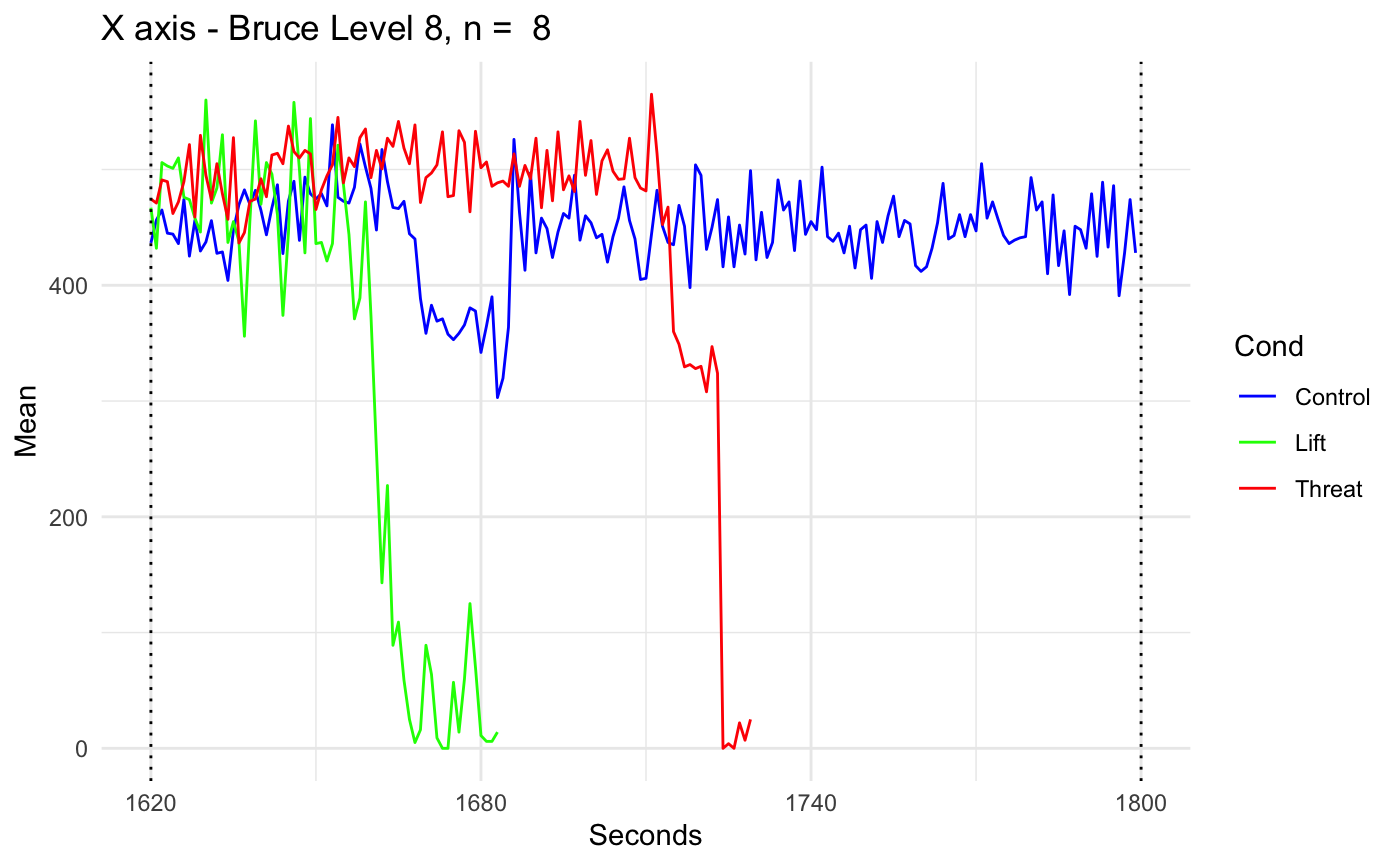 X axis - Bruce Level 8, n =  8
Mean
400
200
0
1620
1680
1740
1800
Seconds
Cond
Control
Lift
Threat